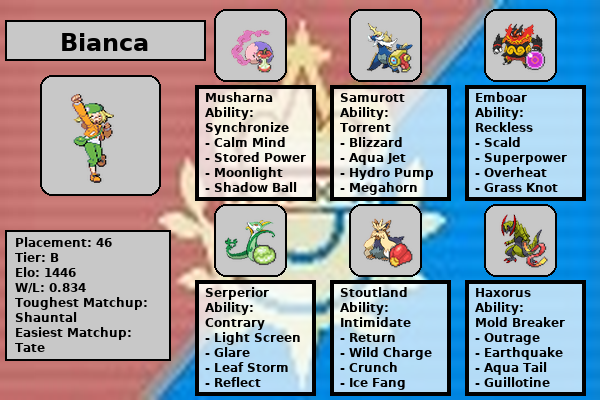 Bianca
Musharna
Ability:
Synchronize
- Calm Mind
- Stored Power
- Moonlight
- Shadow Ball
Samurott
Ability:
Torrent
- Blizzard
- Aqua Jet
- Hydro Pump
- Megahorn
Emboar
Ability:
Reckless
- Scald
- Superpower
- Overheat
- Grass Knot
Placement: 46
Tier: B
Elo: 1446
W/L: 0.834
Toughest Matchup:
Shauntal
Easiest Matchup:
Tate
Serperior
Ability:
Contrary
- Light Screen
- Glare
- Leaf Storm
- Reflect
Stoutland
Ability:
Intimidate
- Return
- Wild Charge
- Crunch
- Ice Fang
Haxorus
Ability:
Mold Breaker
- Outrage
- Earthquake
- Aqua Tail
- Guillotine